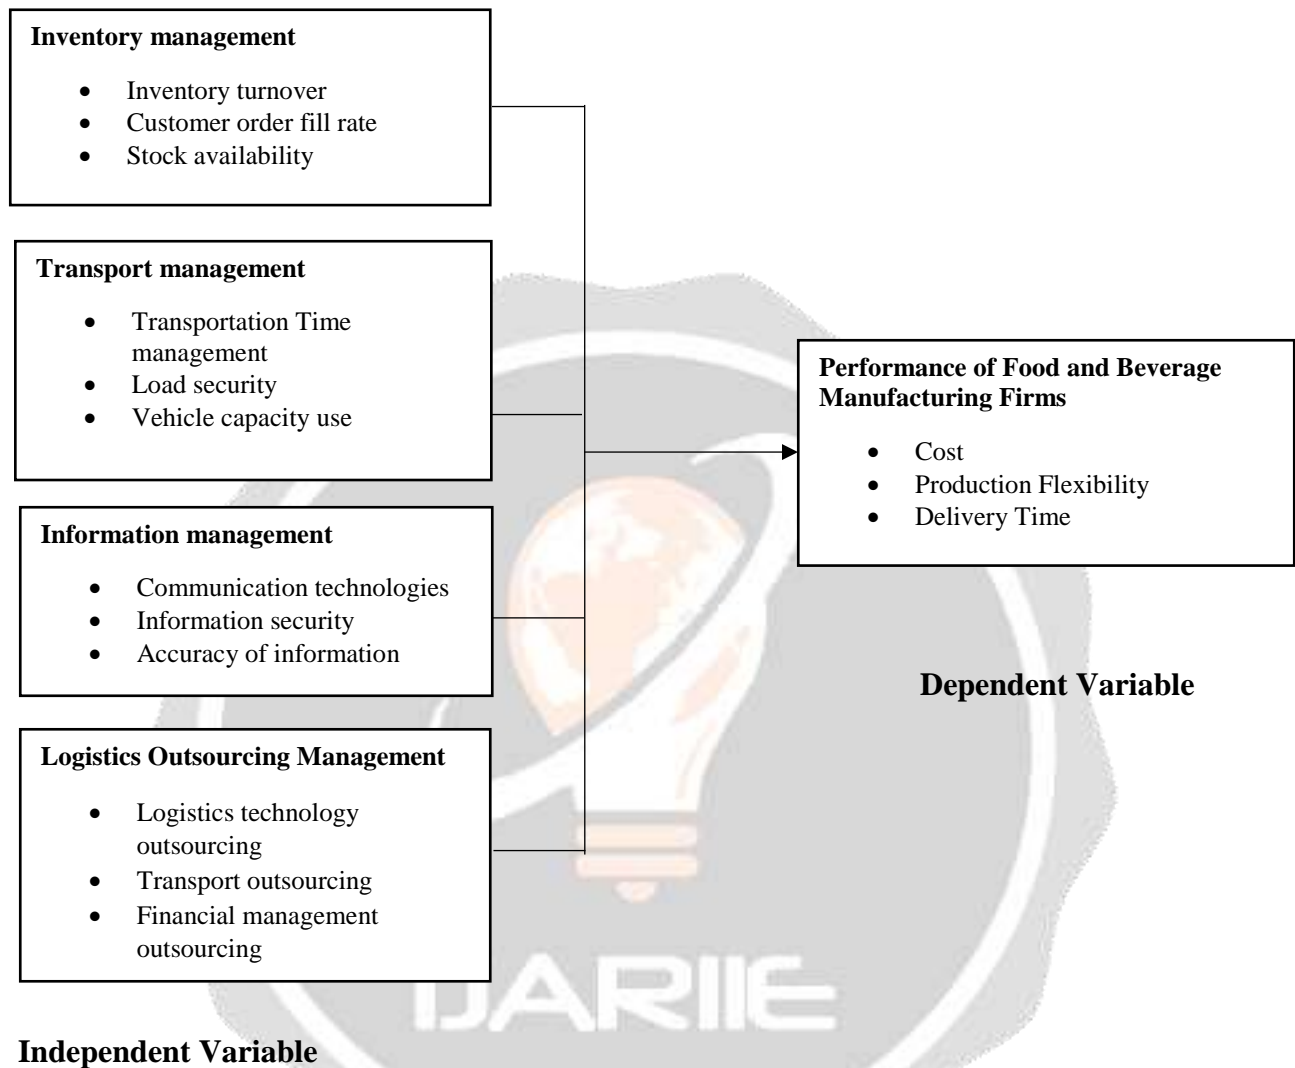 Inventory management
• Inventory turnover
• Customer order fill rate
• Stock availability
Transport management
• Transportation Time
management
• Load security
• Vehicle capacity use
Information management
• Communication technologies
• Information security
• Accuracy of information
Logistics Outsourcing Management
• Logistics technology
outsourcing
• Transport outsourcing
• Financial management
outsourcing
Independent Variable
Performance of Food and Beverage
Manufacturing Firms
• Cost
• Production Flexibility
• Delivery Time
Dependent Variable
IJARIIE